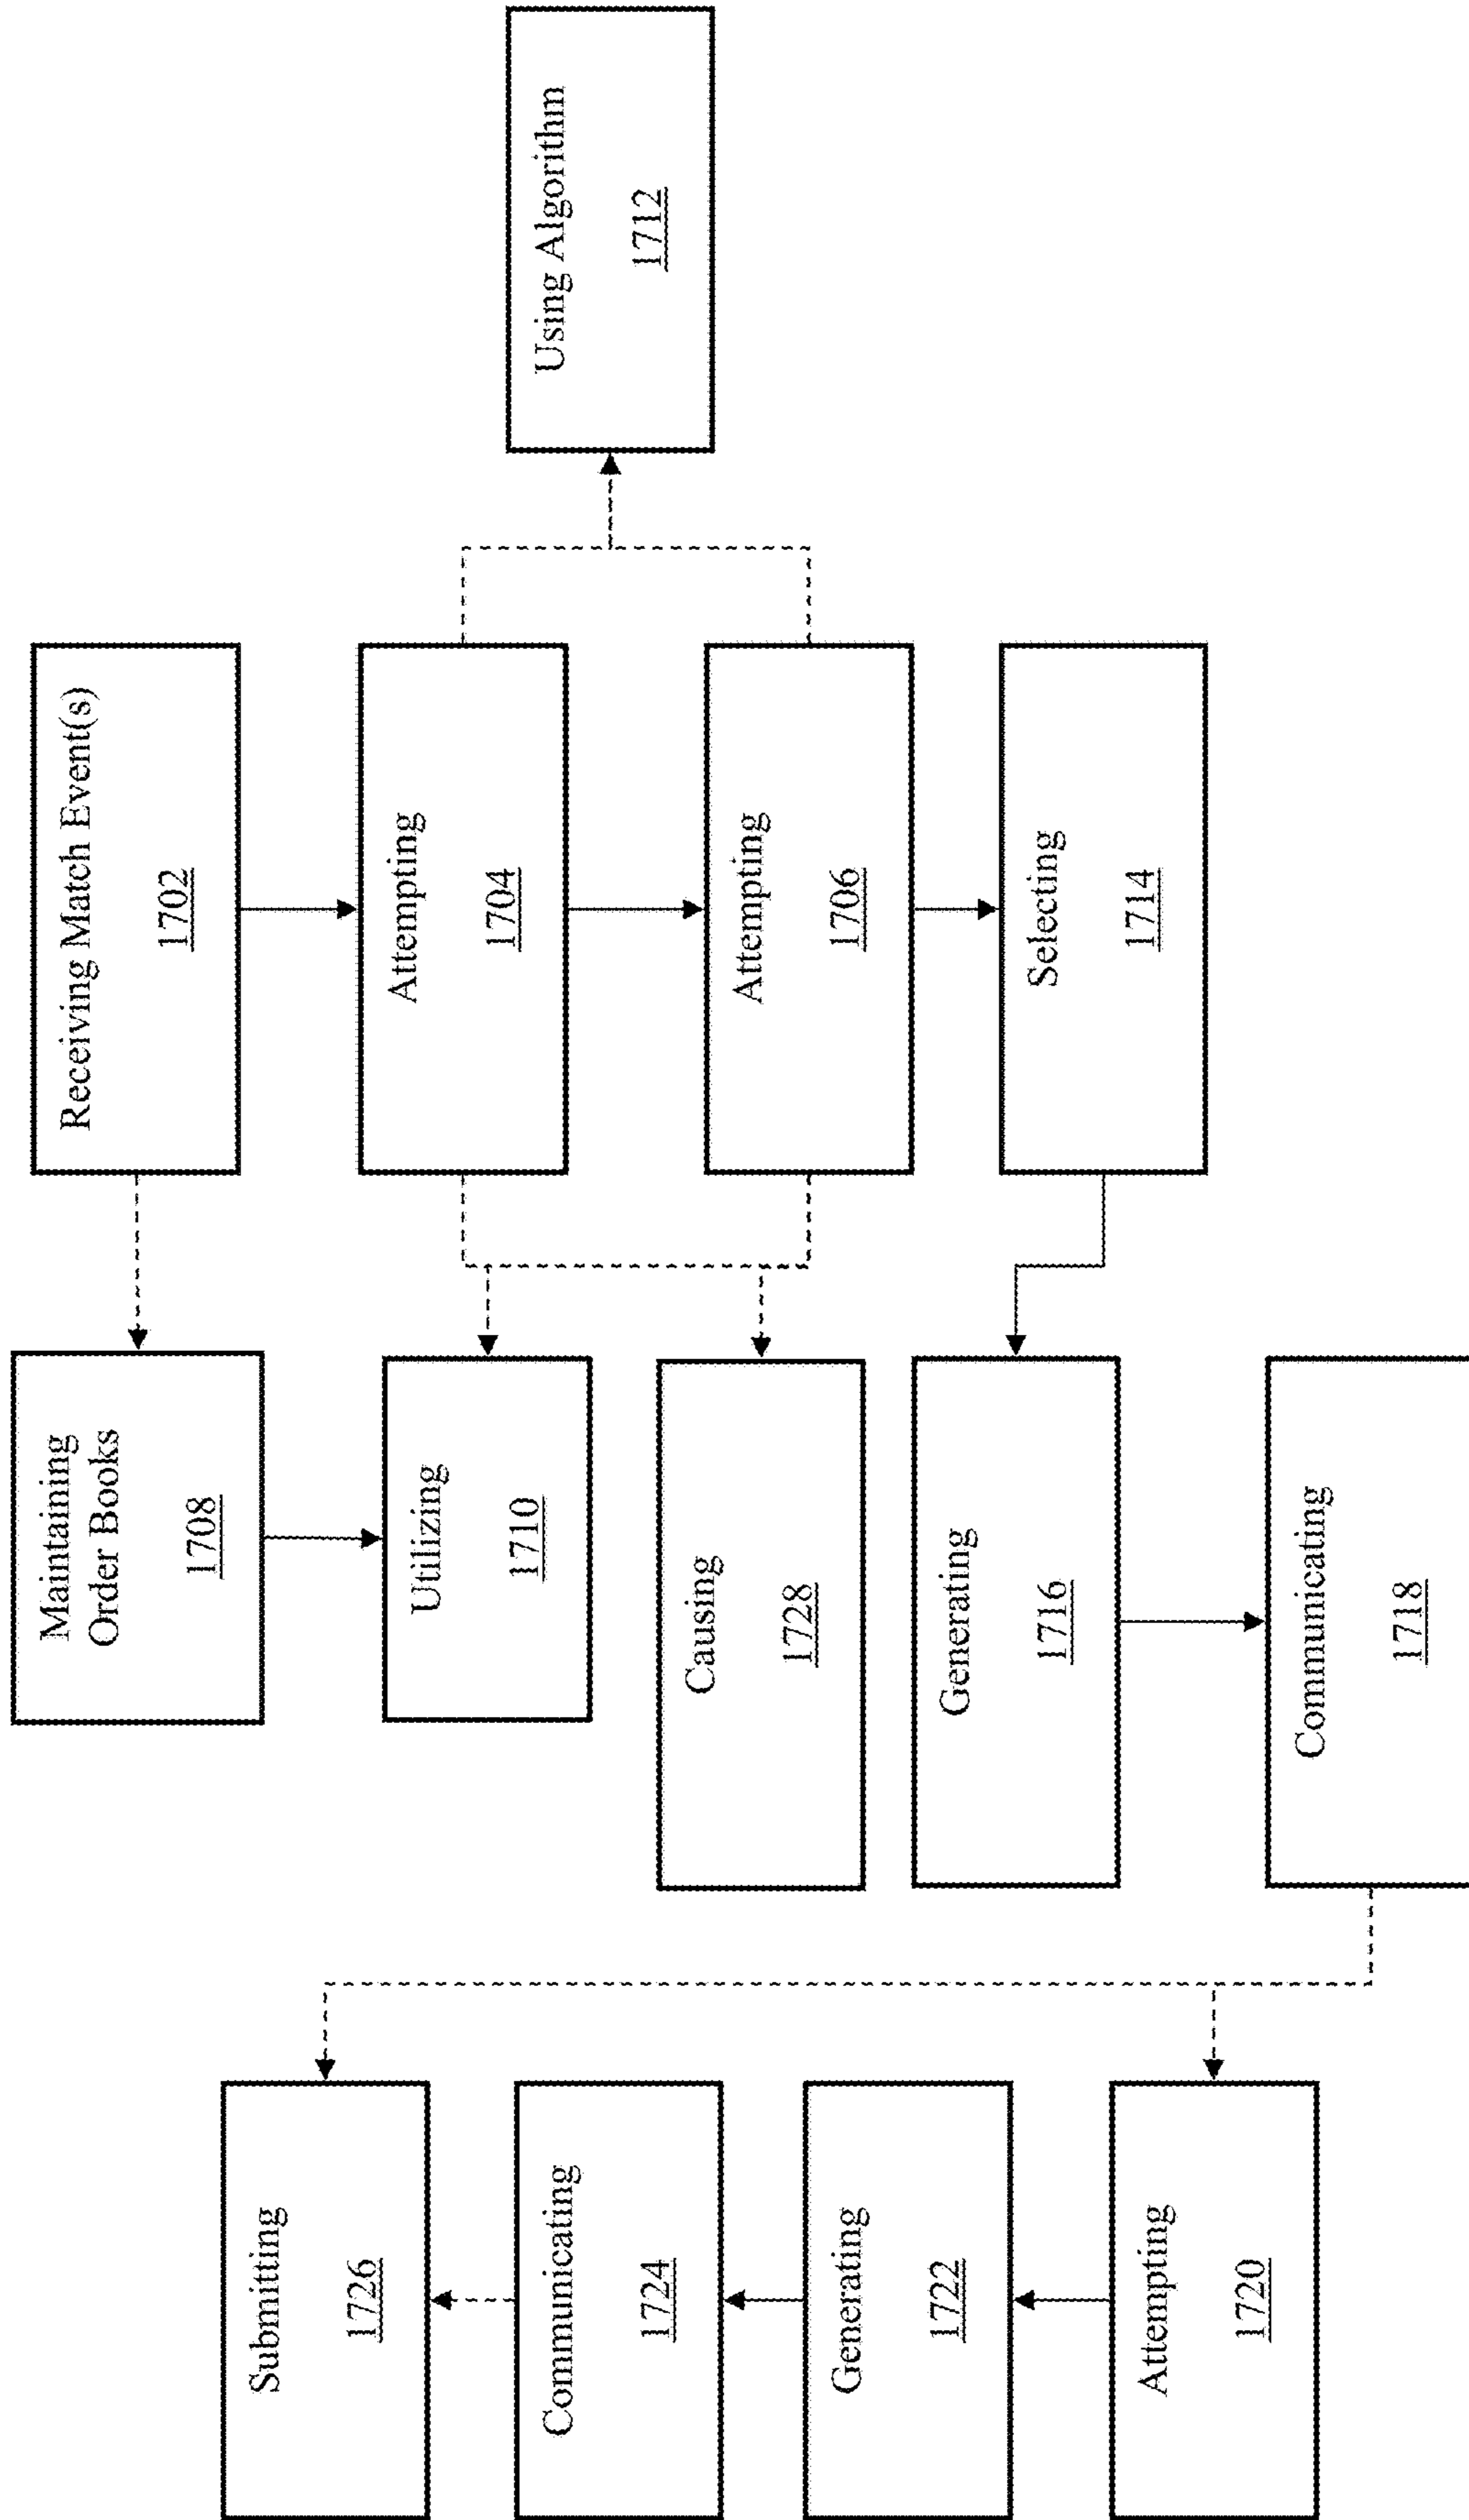 Receiving Match Event(s)
1702
Attempting
1704
Attempting
1706
Selecting
1714
Using Algorithm
1712
Maintaining
Order Books
1708
Utilizing
1710
Causing
1728
Generating
1716
Communicating
1718
Submitting
1726
Communicating
1724
Generating
1722
Attempting
1720